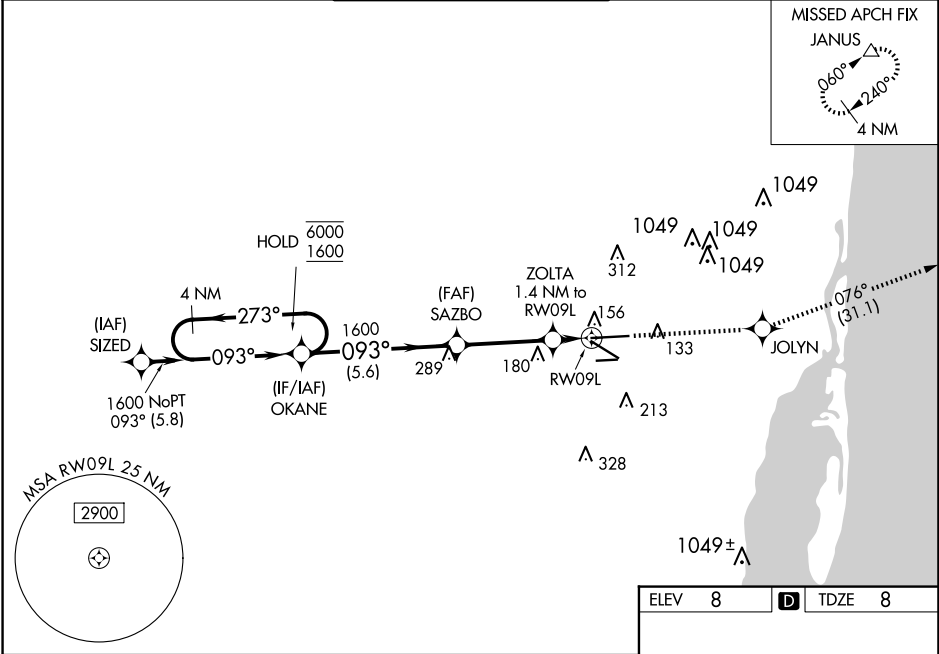 MISSED APCH FIX
JANUS
060°
240°
4 NM
1049
1049
1049
1049
312
HOLD
6000
1600
4 NM
273°
093°
(IAF)
SIZED
1600 NoPT
093° (5.8)
(IF/IAF)
OKANE
1600
093°
(5.6)
(FAF)
SAZBO
289
ZOLTA
1.4 NM to
RW09L
180
156
RW09L
133
JOLYN
076°
(31.1)
213
328
1049±
MSA RW09L 25 NM
2900
ELEV 8 D TDZE 8